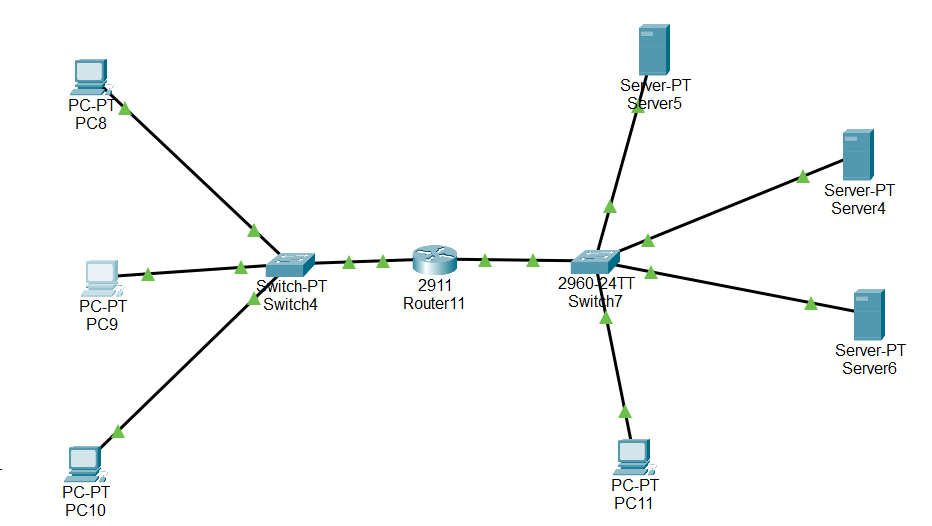 Server-PT
Server5
PC-PT
PC8
Server-PT
Server4
Switch-PT
Switch4
2911
Router11
2960-24TT
Switch7
PC-PT
PC9
Server-PT
Server6
PC-PT
PC10
PC-PT
PC11